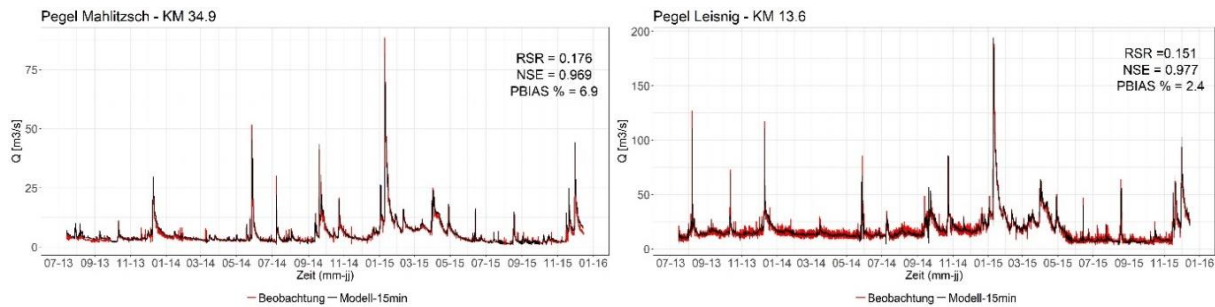 Pegel Mahlitzsch - KM 34.9
RSR = 0.176
NSE = 0.969
PBIAS % = 6.9
Q [m3/s]
75
50
25
0
07-13 09-13 11-13 01-14 03-14 05-14 07-14 09-14 11-14 01-15 03-15 05-15 07-15 09-15 11-15 01-16
Zeit (mm-jj)
Beobachtung Modell-15min
Pegel Leisnig - KM 13.6
RSR =0.151
NSE = 0.977
PBIAS % = 2.4
Q [m3/s]
200
150
100
50
0
07-13 09-13 11-13 01-14 03-14 05-14 07-14 09-14 11-14 01-15 03-15 05-15 07-15 09-15 11-15 01-16
Zeit (mm-jj)
Beobachtung Modell-15min